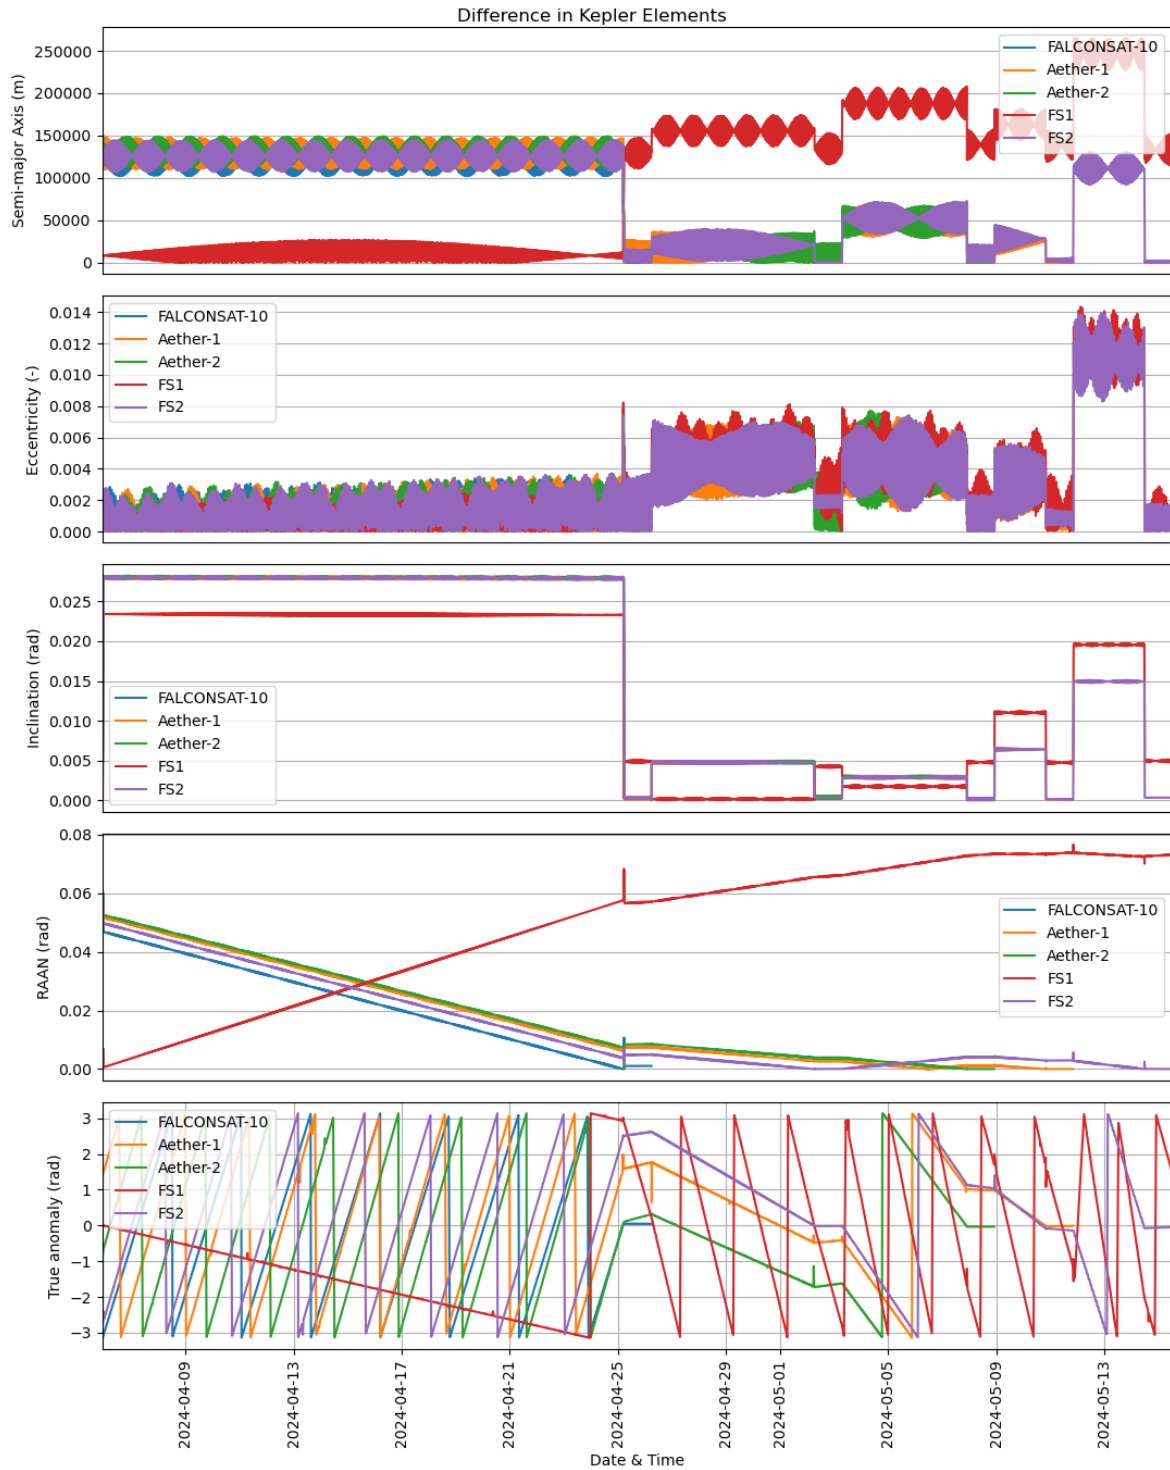 Difference in Kepler Elements
Semi-major Axis (m)
250000
200000
150000
100000
50000
0
FALCONSAT-10
Aether-1
Aether-2
FS1
FS2
Eccentricity (-)
0.014
0.012
0.010
0.008
0.006
0.004
0.002
0.000
FALCONSAT-10
Aether-1
Aether-2
FS1
FS2
Inclination (rad)
0.025
0.020
0.015
0.010
0.005
0.000
FALCONSAT-10
Aether-1
Aether-2
FS1
FS2
RAAN (rad)
0.08
0.06
0.04
0.02
0.00
FALCONSAT-10
Aether-1
Aether-2
FS1
FS2
True anomaly (rad)
3
2
1
0
−1
−2
−3
FALCONSAT-10
Aether-1
Aether-2
FS1
FS2
2024-04-09
2024-04-13
2024-04-17
2024-04-21
2024-04-25
2024-04-29
2024-05-01
2024-05-05
2024-05-09
2024-05-13
Date & Time